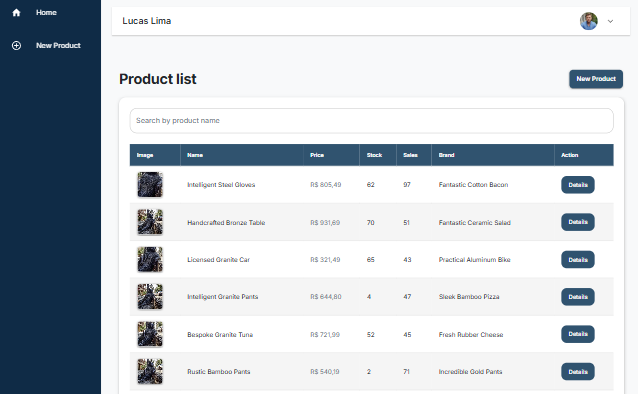 Home
Lucas Lima
New Product
Product list
New Product
Search by product name
Image Name Price Stock Sales Brand Action
Intelligent Steel Gloves R$ 805,49 62 97 Fantastic Cotton Bacon Details
Handcrafted Bronze Table R$ 931,69 70 51 Fantastic Ceramic Salad Details
Licensed Granite Car R$ 321,49 65 43 Practical Aluminum Bike Details
Intelligent Granite Pants R$ 644,80 4 47 Sleek Bamboo Pizza Details
Bespoke Granite Tuna R$ 721,99 52 45 Fresh Rubber Cheese Details
Rustic Bamboo Pants R$ 540,19 2 71 Incredible Gold Pants Details